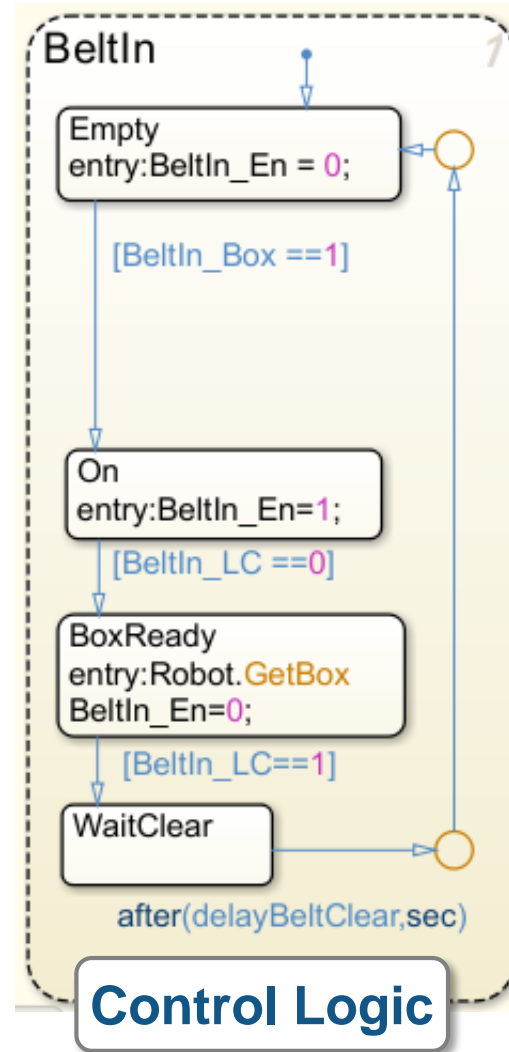 BeltIn
1
Empty
entry:BeltIn_En = 0;
[BeltIn_Box ==1]
On
entry:BeltIn_En=1;
[BeltIn_LC ==0]
BoxReady
entry:Robot.GetBox
BeltIn_En=0;
[BeltIn_LC==1]
WaitClear
after(delayBeltClear,sec)
Control Logic